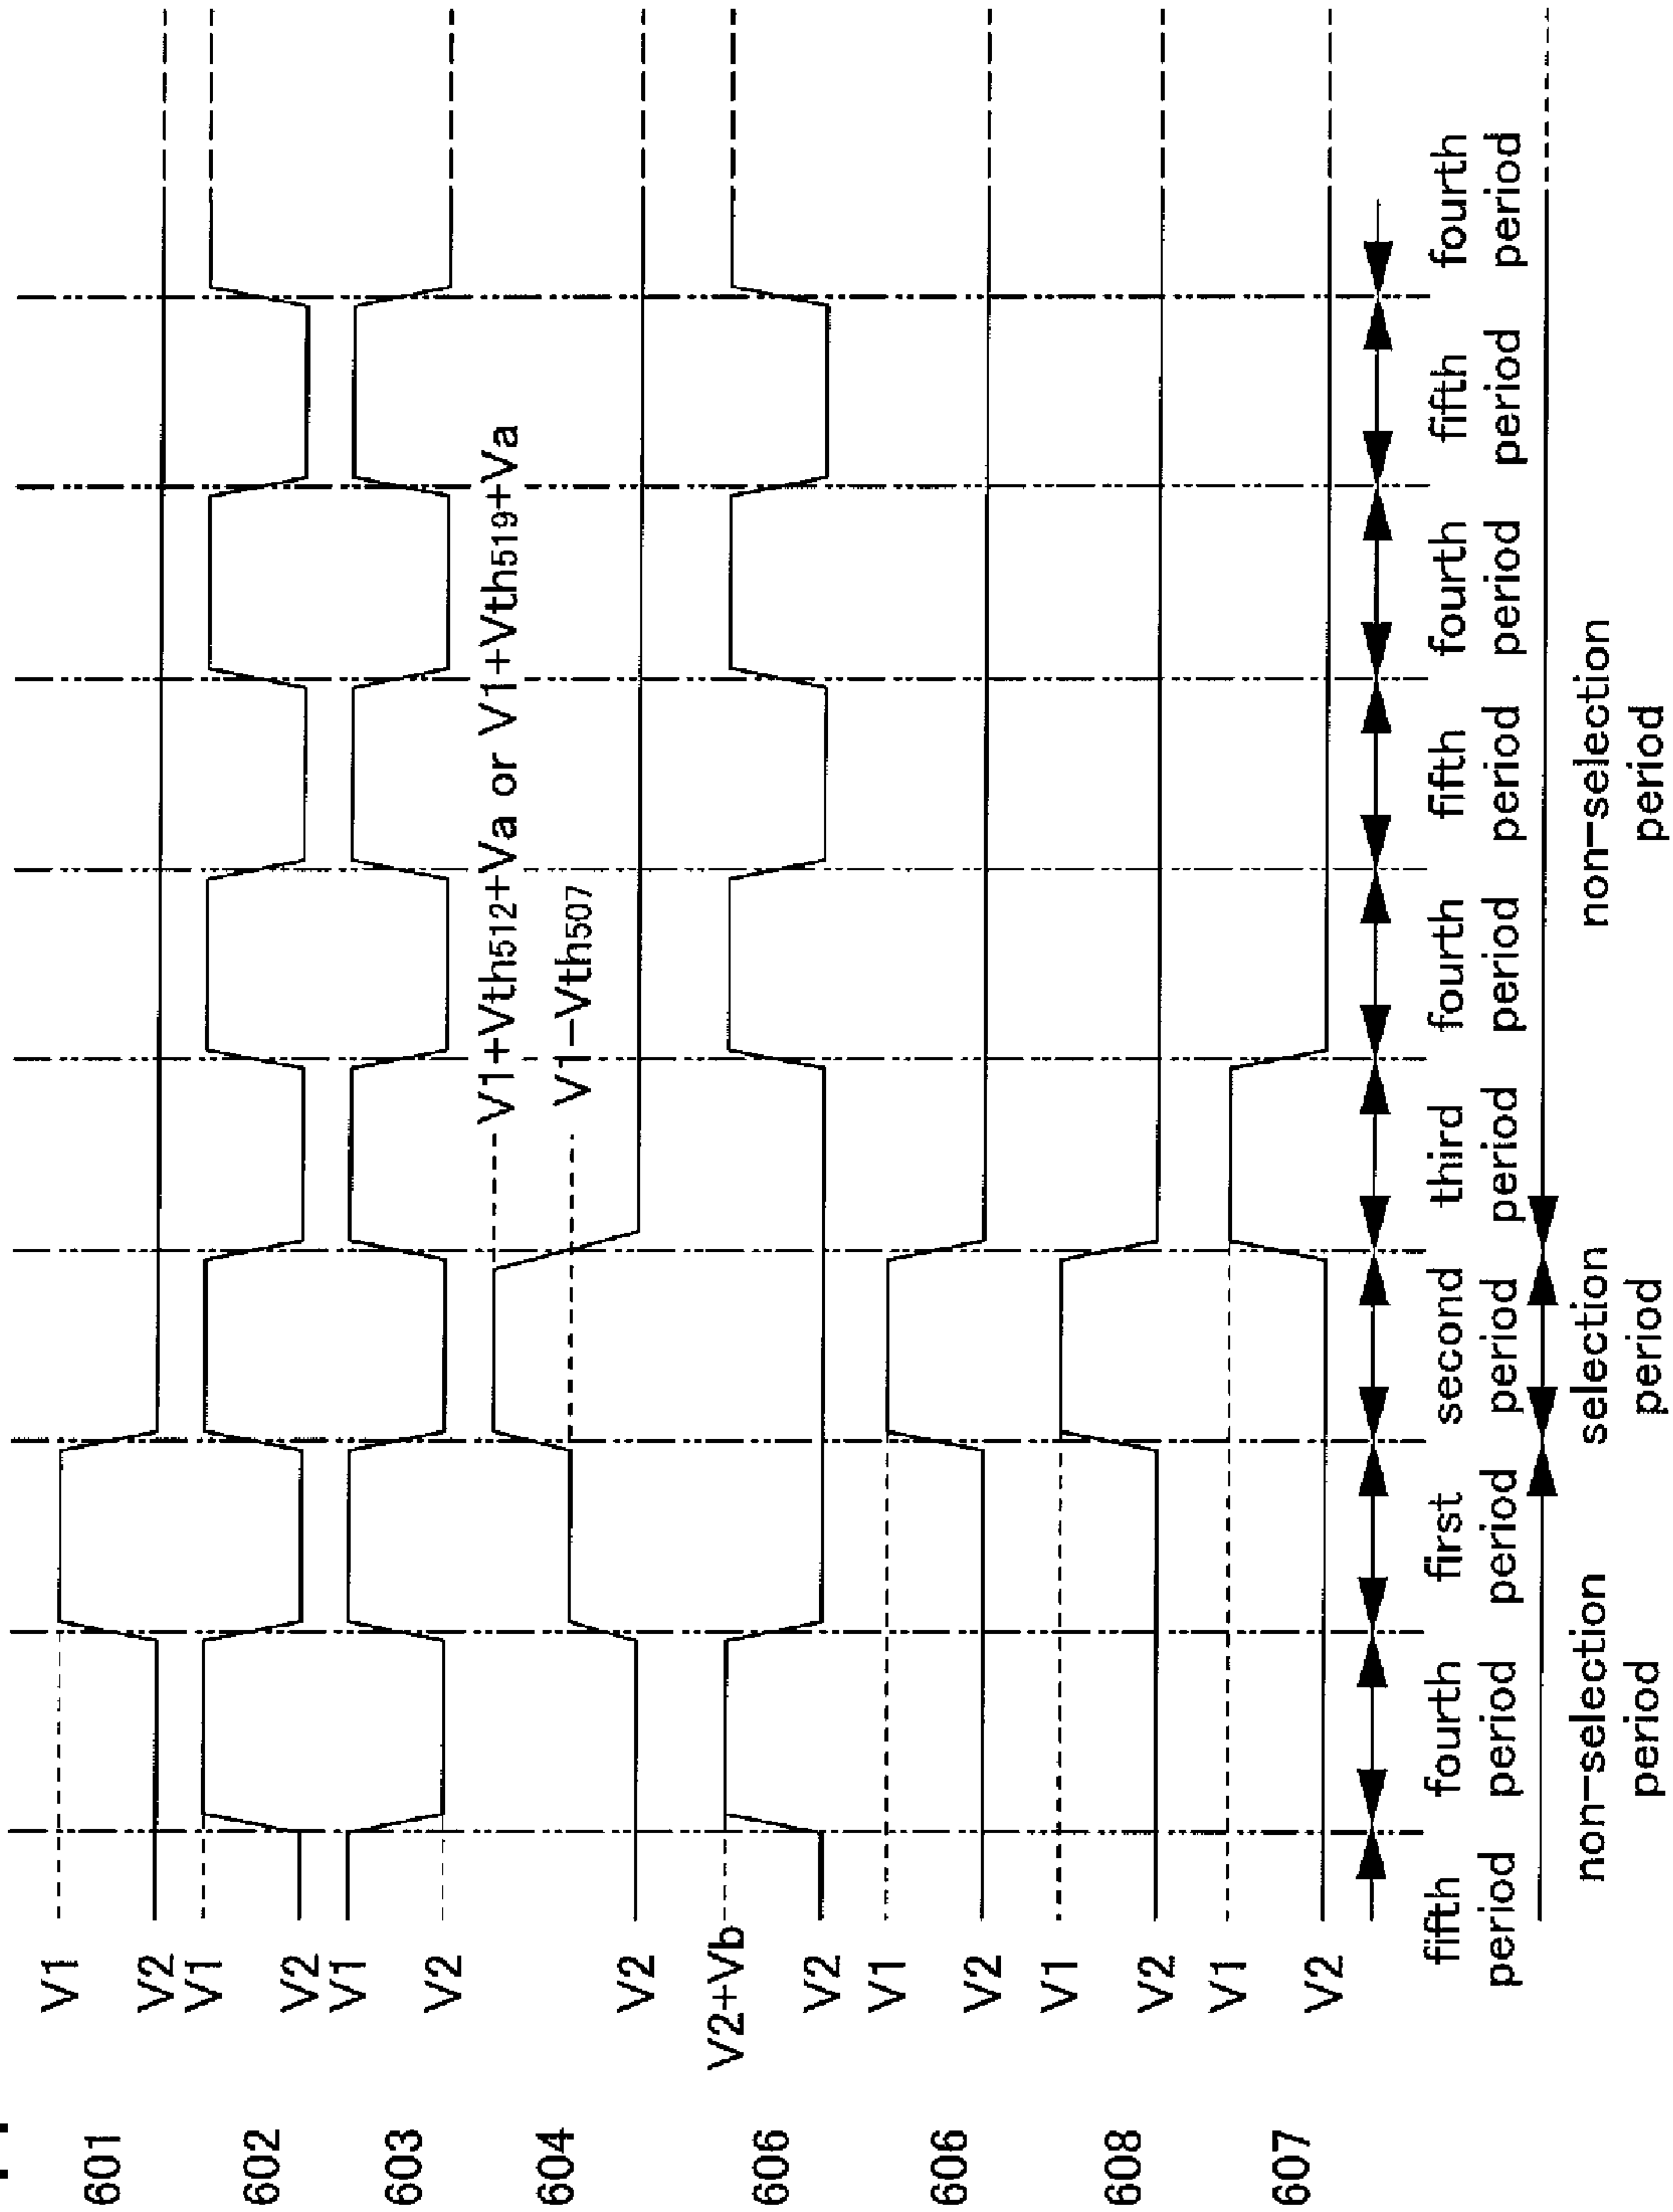 601
V1
V2
602
V1
V2
603
V1
V2
604
V1+Vth512+Va or V1+Vth519+Va
V1-Vth507
V2
606
V2+Vb
V2
606
V1
V2
608
V1
V2
607
V1
V2
fifth period
fourth period
first period
second period
third period
fourth period
fifth period
fourth period
fifth period
fourth period
non-selection period
selection period
non-selection period